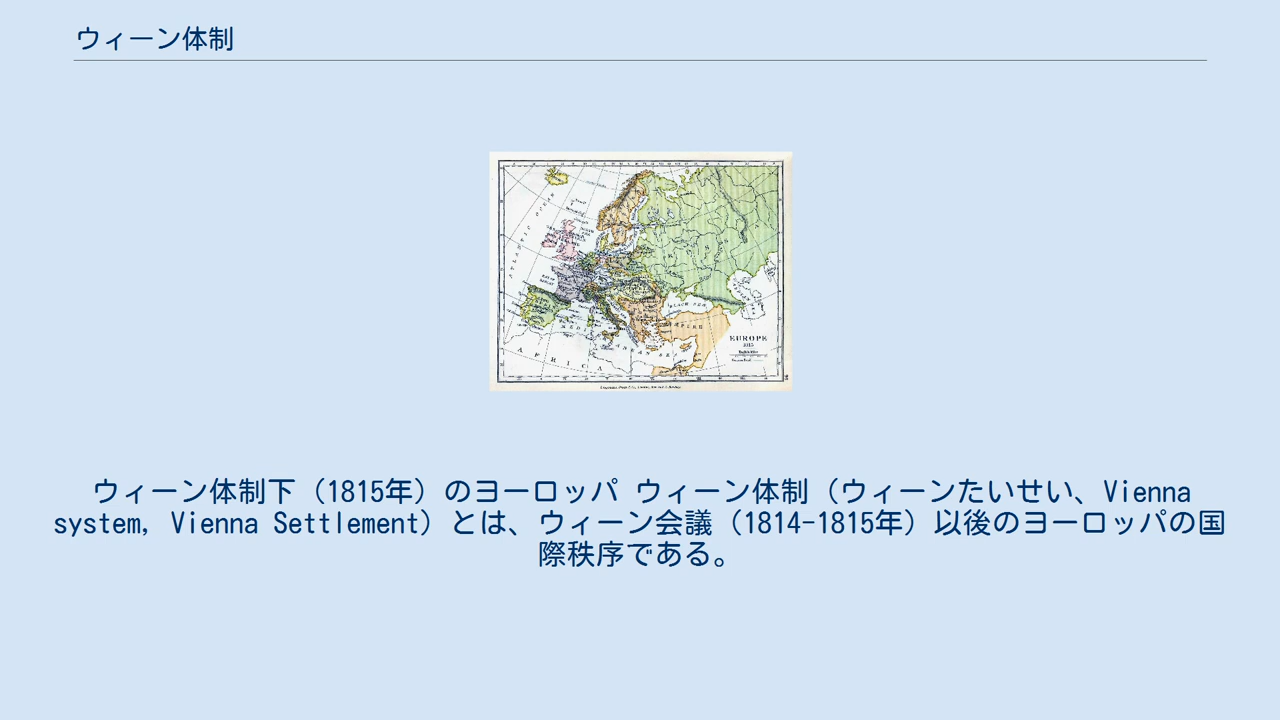 ウィーン体制
EUROPE
1815
ウィーン体制下（1815年）のヨーロッパ ウィーン体制（ウィーンたいせい、Vienna
system, Vienna Settlement）とは、ウィーン会議（1814-1815年）以後のヨーロッパの国
際秩序である。